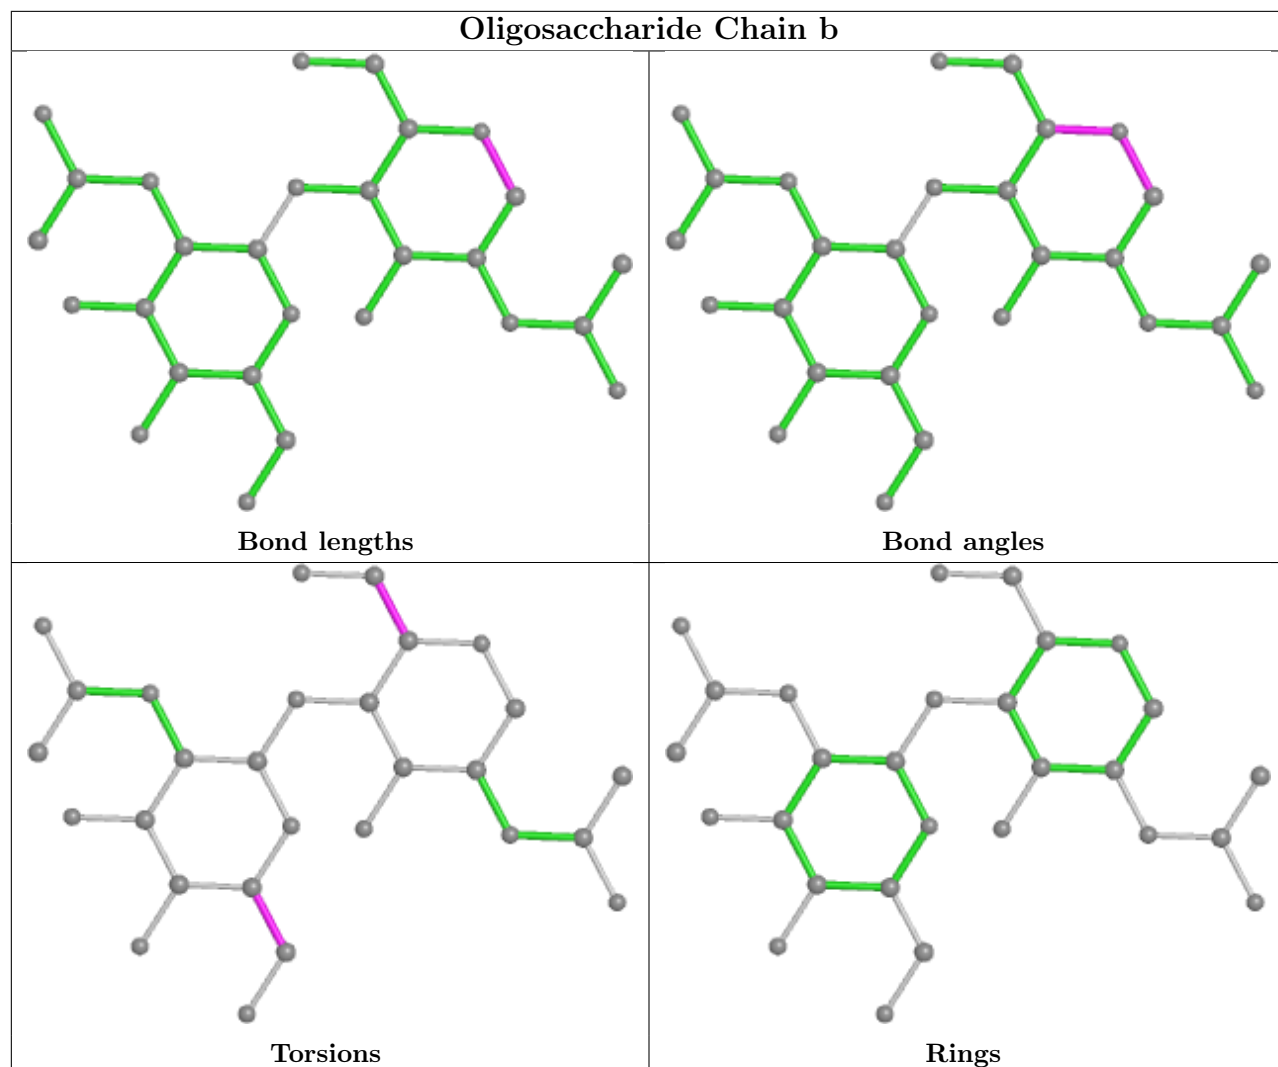 Oligosaccharide Chain b
Bond lengths
Bond angles
Torsions
Rings